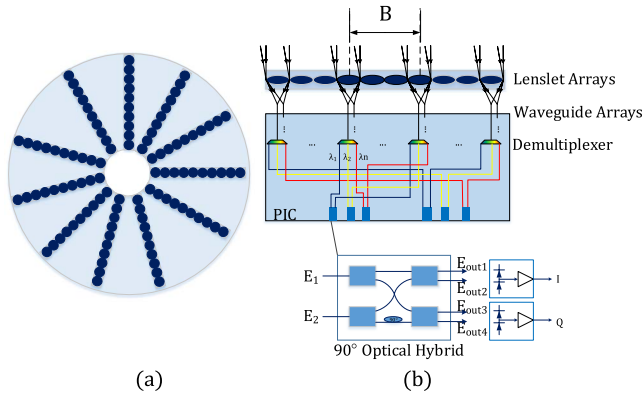 B
Lenslet Arrays
Waveguide Arrays
... ... ...
Demultiplexer
λ1 λ2 λn
PIC
E1
E2
Eout1
Eout2
Eout3
Eout4
I
Q
90° Optical Hybrid
(a)
(b)